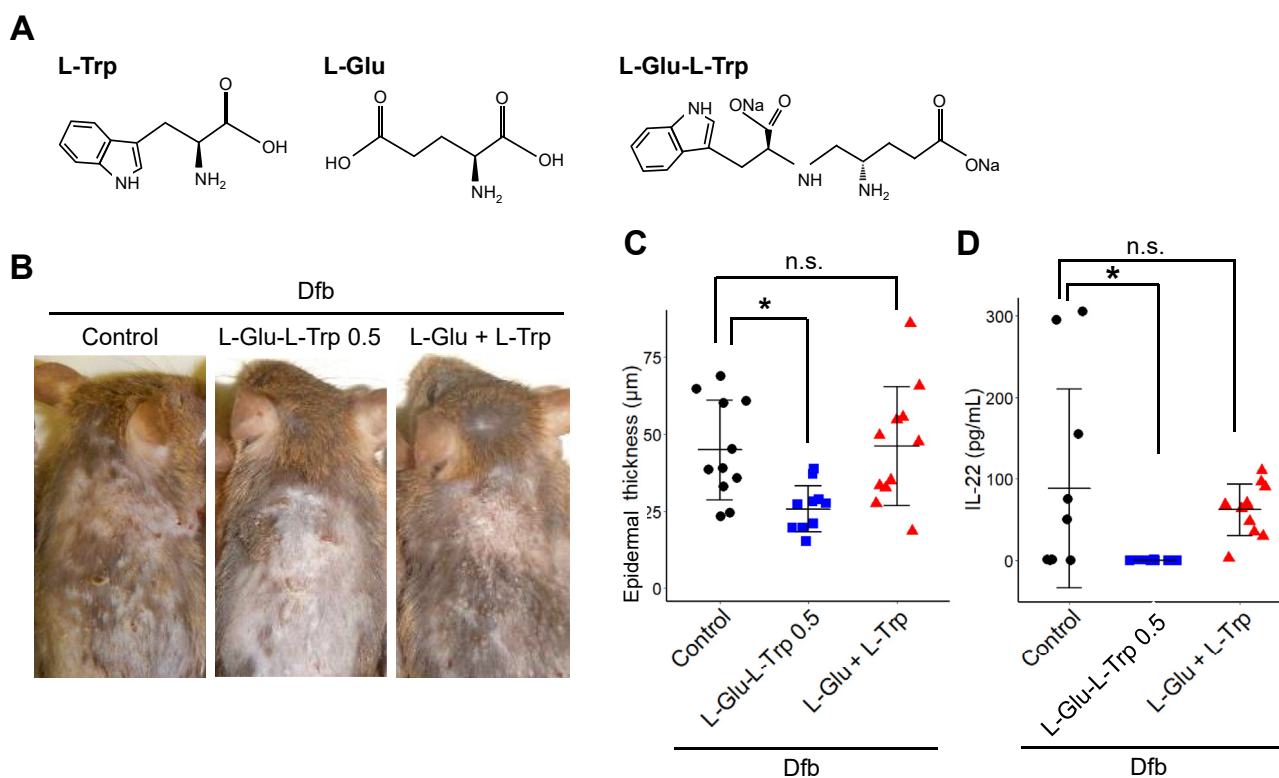 A
L-Trp
O
OH
NH
NH2
L-Glu
O
O
HO
OH
NH2
L-Glu-L-Trp
NH
ONa
O
O
NH
NH2
ONa
B
Dfb
Control
L-Glu-L-Trp 0.5
L-Glu + L-Trp
C
n.s.
*
Epidermal thickness (µm)
75
50
25
0
Control
L-Glu-L-Trp 0.5
L-Glu + L-Trp
Dfb
D
n.s.
*
IL-22 (pg/mL)
300
200
100
0
Control
L-Glu-L-Trp 0.5
L-Glu + L-Trp
Dfb